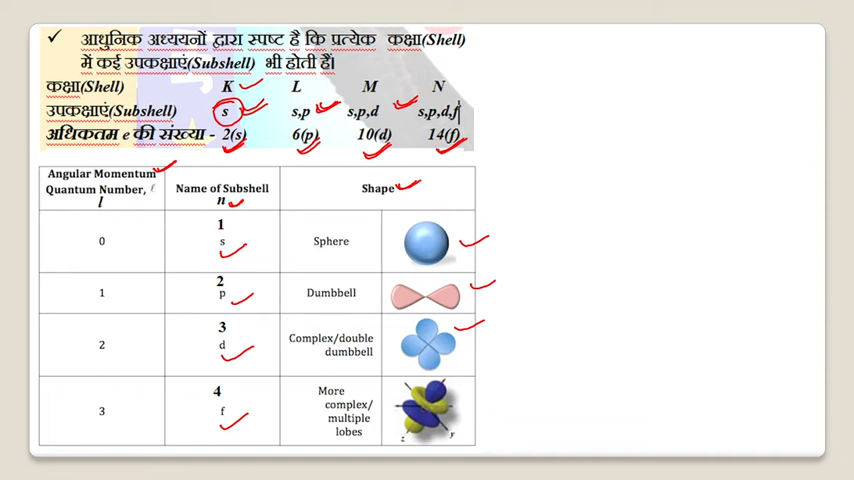 ✓ आधुनिक अध्ययनों द्वारा स्पष्ट है कि प्रत्येक कक्षा(Shell)
में कई उपकक्षाएं(Subshell) भी होती हैं।
कक्षा(Shell) K L M N
उपकक्षाएं(Subshell) s s,p s,p,d s,p,d,f
अधिकतम e की संख्या - 2(s) 6(p) 10(d) 14(f)
Angular Momentum
Quantum Number, ℓ Name of Subshell Shape
l n
1
0 s Sphere
2
1 p Dumbbell
3
2 d Complex/double
dumbbell
4
3 f More
complex/
multiple
lobes
z y